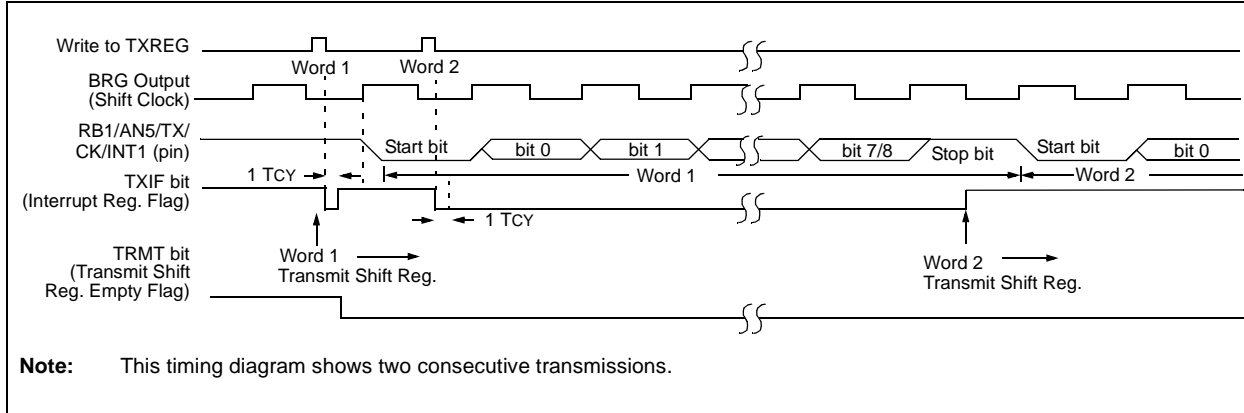 Write to TXREG
Word 1 Word 2
BRG Output
(Shift Clock)
RB1/AN5/TX/
CK/INT1 (pin)
Start bit bit 0 bit 1 bit 7/8 Stop bit Start bit bit 0
1 TCY Word 1 Word 2
TXIF bit
(Interrupt Reg. Flag)
1 TCY
Word 1
Transmit Shift Reg.
Word 2
Transmit Shift Reg.
TRMT bit
(Transmit Shift
Reg. Empty Flag)
Note: This timing diagram shows two consecutive transmissions.